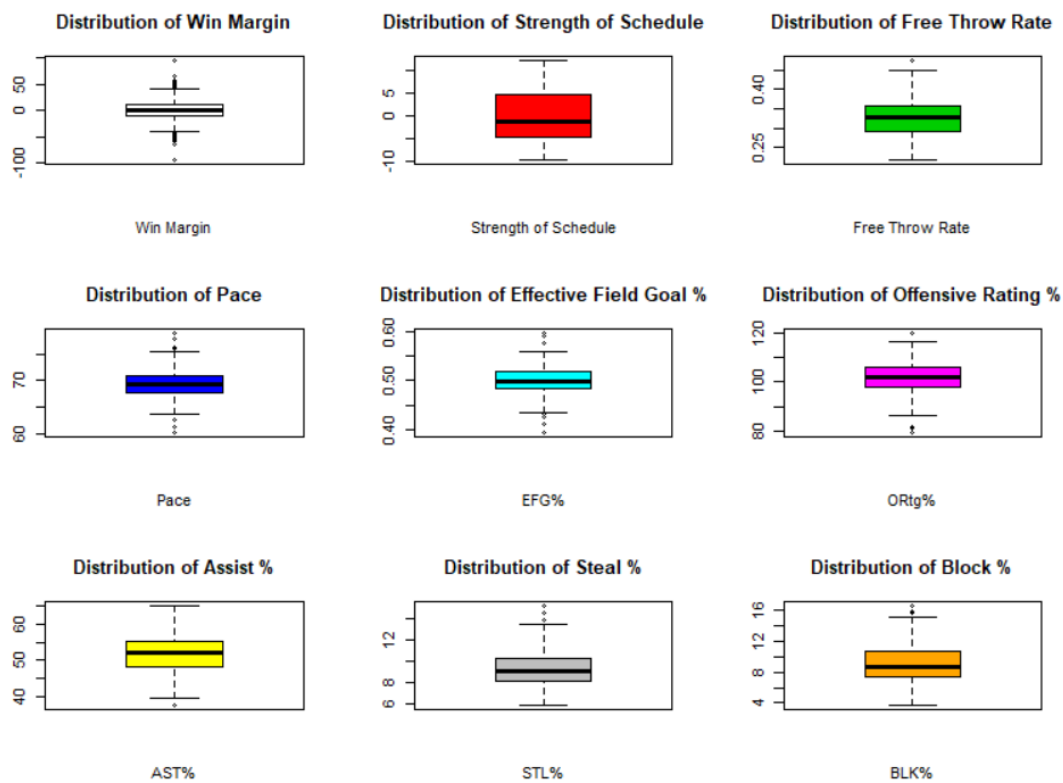 Distribution of Win Margin
50
0
-100
Win Margin
Distribution of Strength of Schedule
5
0
-10
Strength of Schedule
Distribution of Free Throw Rate
0.40
0.25
Free Throw Rate
Distribution of Pace
70
60
Pace
Distribution of Effective Field Goal %
0.60
0.50
0.40
EFG%
Distribution of Offensive Rating %
120
100
80
ORtg%
Distribution of Assist %
60
50
40
AST%
Distribution of Steal %
12
8
6
STL%
Distribution of Block %
16
12
8
4
BLK%